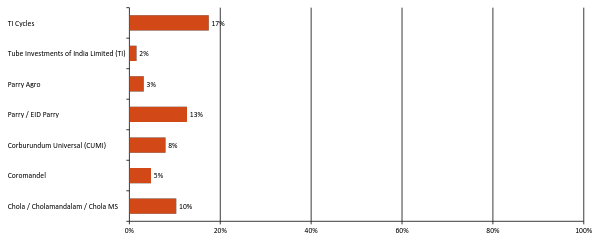 TI Cycles 17%
Tube Investments of India Limited (TI) 2%
Parry Agro 3%
Parry / EID Parry 13%
Corburundum Universal (CUMI) 8%
Coromandel 5%
Chola / Cholamandalam / Chola MS 10%
0% 20% 40% 60% 80% 100%